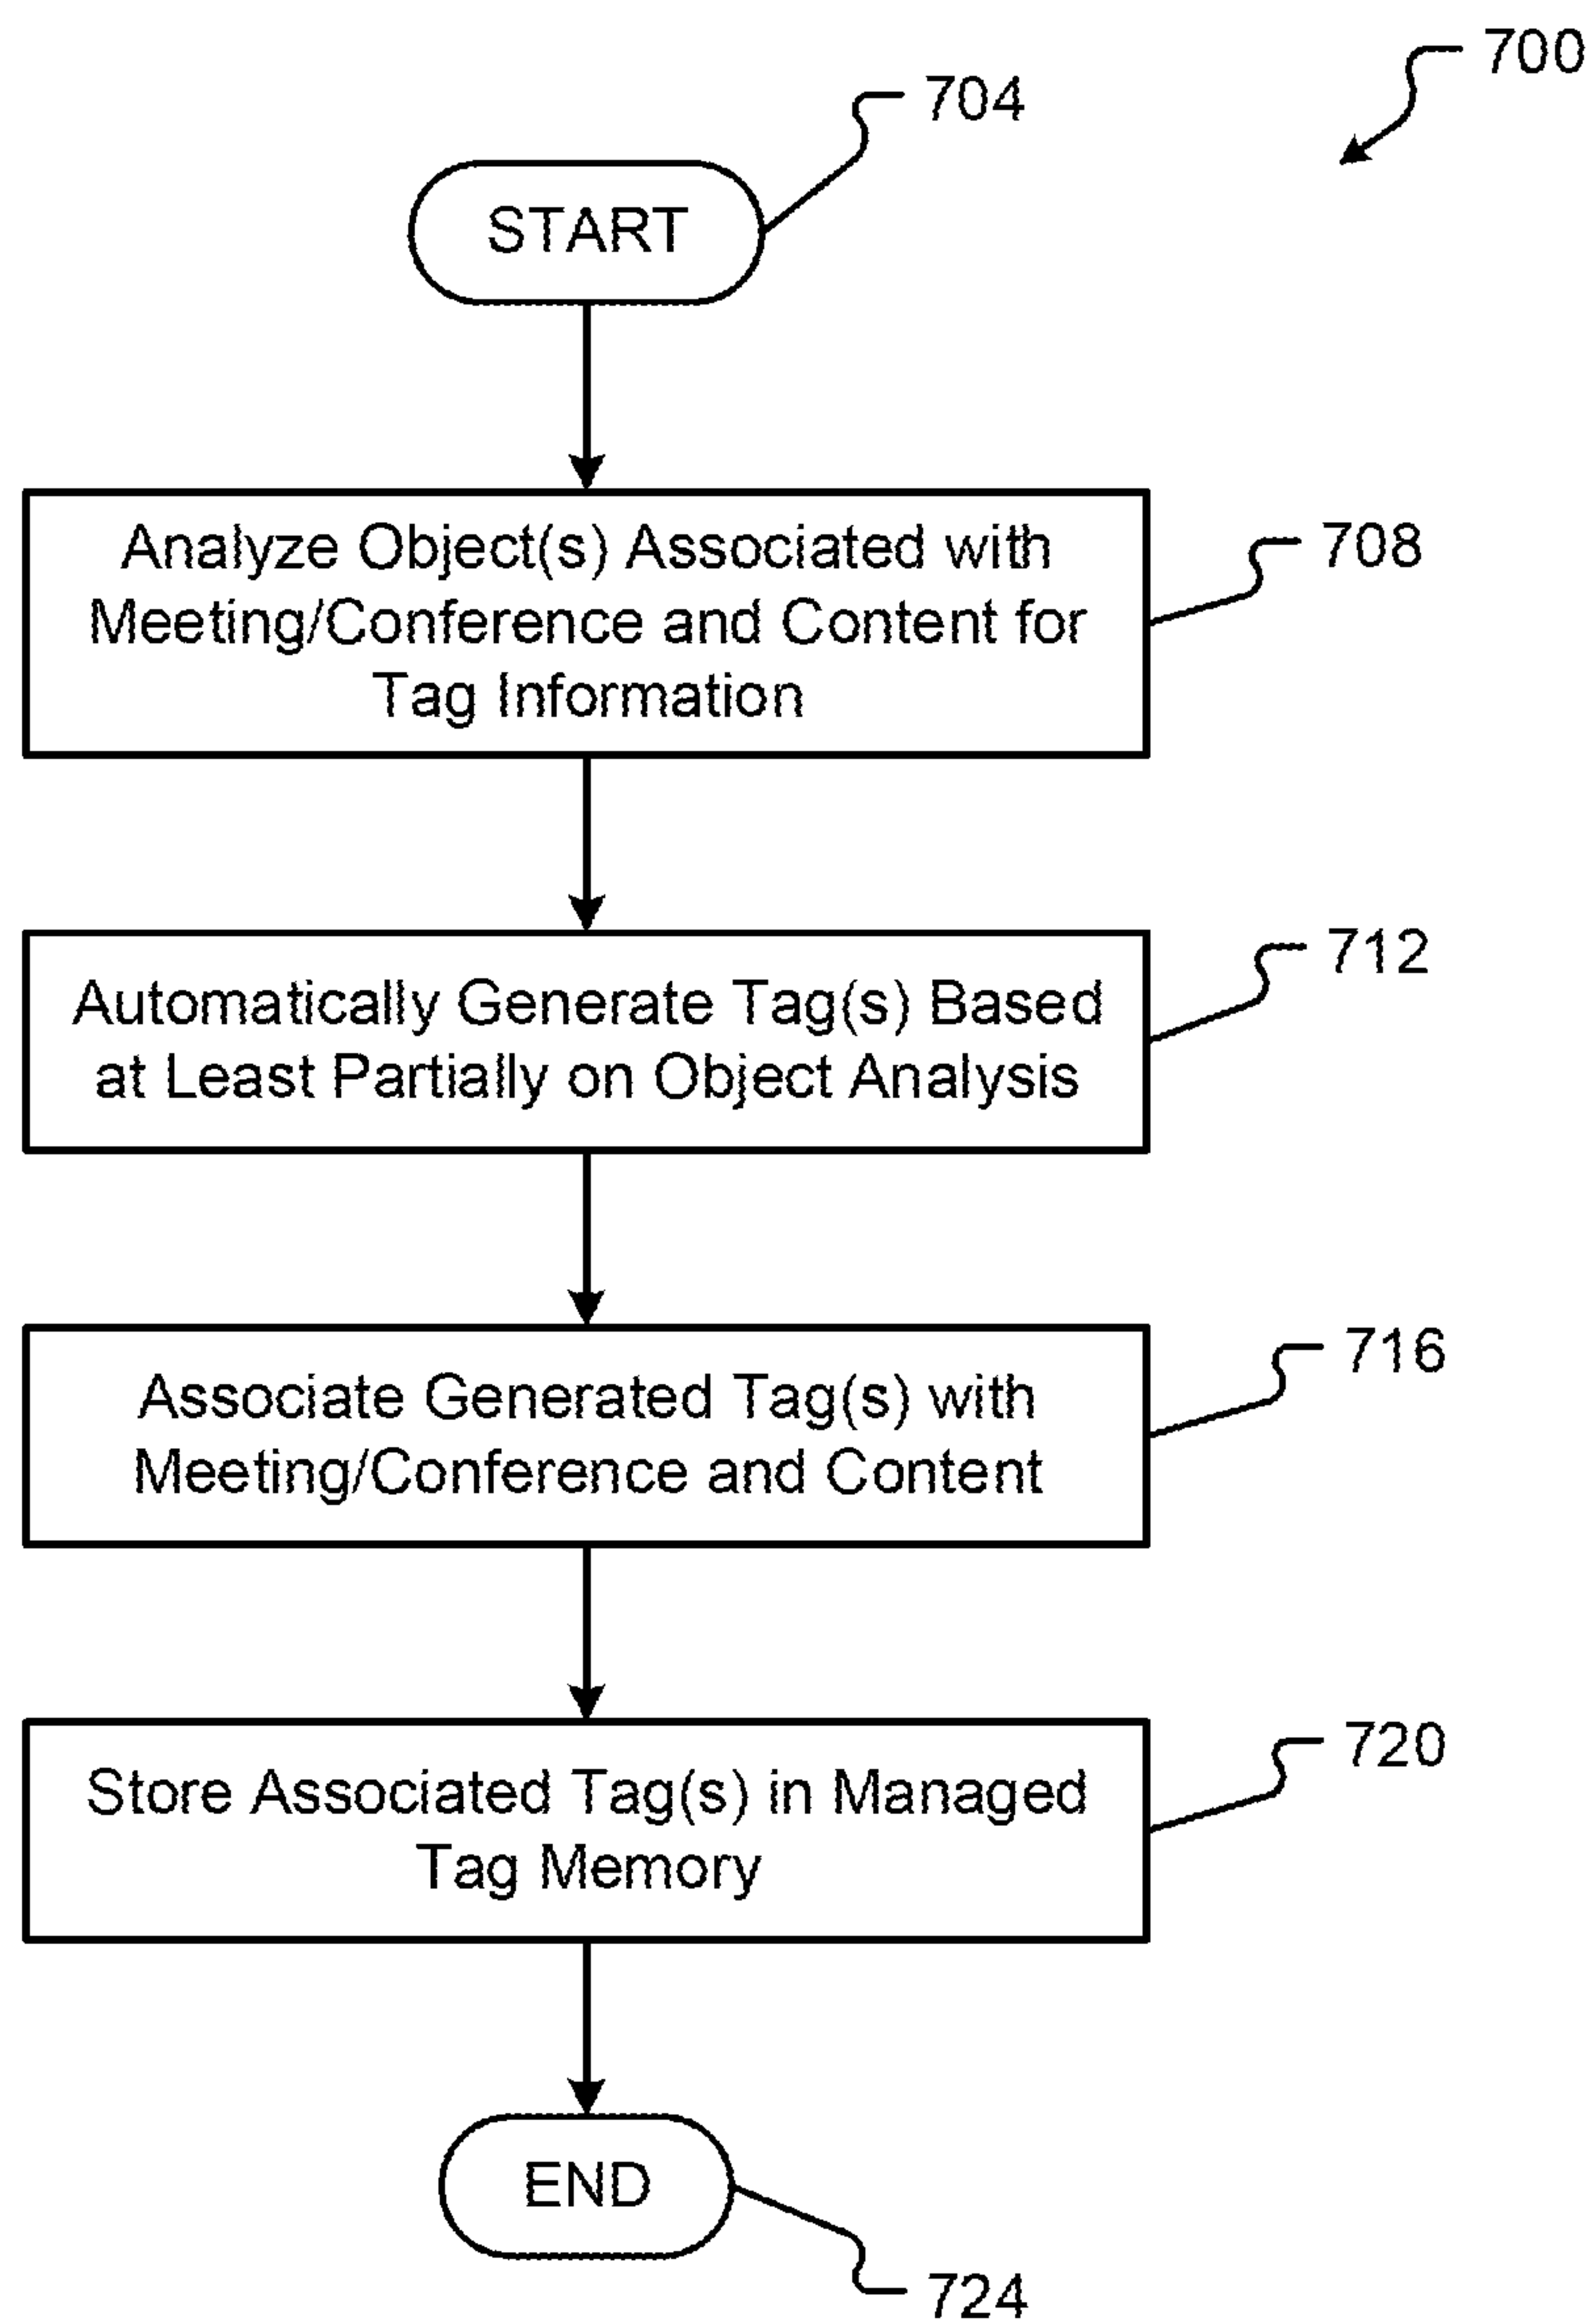 700
704
START
Analyze Object(s) Associated with
Meeting/Conference and Content for
Tag Information
708
Automatically Generate Tag(s) Based
at Least Partially on Object Analysis
712
Associate Generated Tag(s) with
Meeting/Conference and Content
716
Store Associated Tag(s) in Managed
Tag Memory
720
END
724